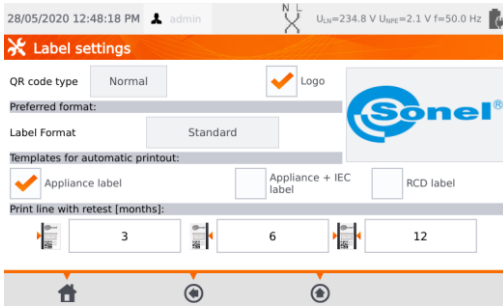 28/05/2020 12:48:18 PM admin N L U_LN=234.8 V U_NPE=2.1 V f=50.0 Hz
Label settings
QR code type Normal Logo
Sonel®
Preferred format:
Label Format Standard
Templates for automatic printout:
Appliance label Appliance + IEC label RCD label
Print line with retest [months]:
3 6 12